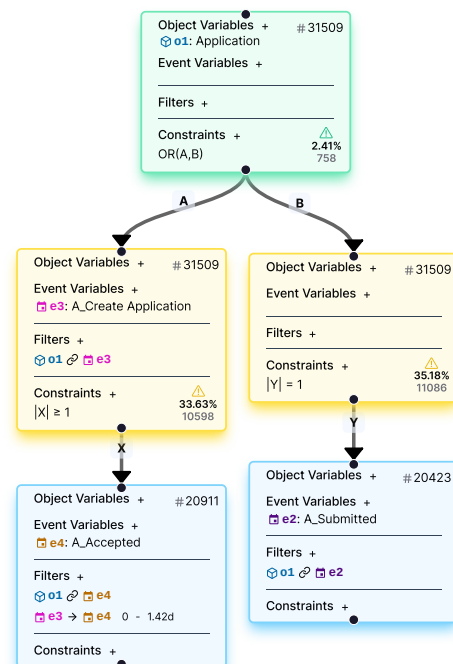 Object Variables + #31509
o1: Application
Event Variables +
Filters +
Constraints +
2.41%
OR(A,B)
758
A
B
Object Variables + #31509
Event Variables +
e3: A_Create Application
Filters +
o1 e3
Constraints +
33.63%
|X| ≥ 1
10598
Object Variables + #31509
Event Variables +
Filters +
Constraints +
35.18%
|Y| = 1
11086
X
Y
Object Variables + #20911
Event Variables +
e4: A_Accepted
Filters +
o1 e4
e3 → e4 0 - 1.42d
Constraints +
Object Variables + #20423
Event Variables +
e2: A_Submitted
Filters +
o1 e2
Constraints +